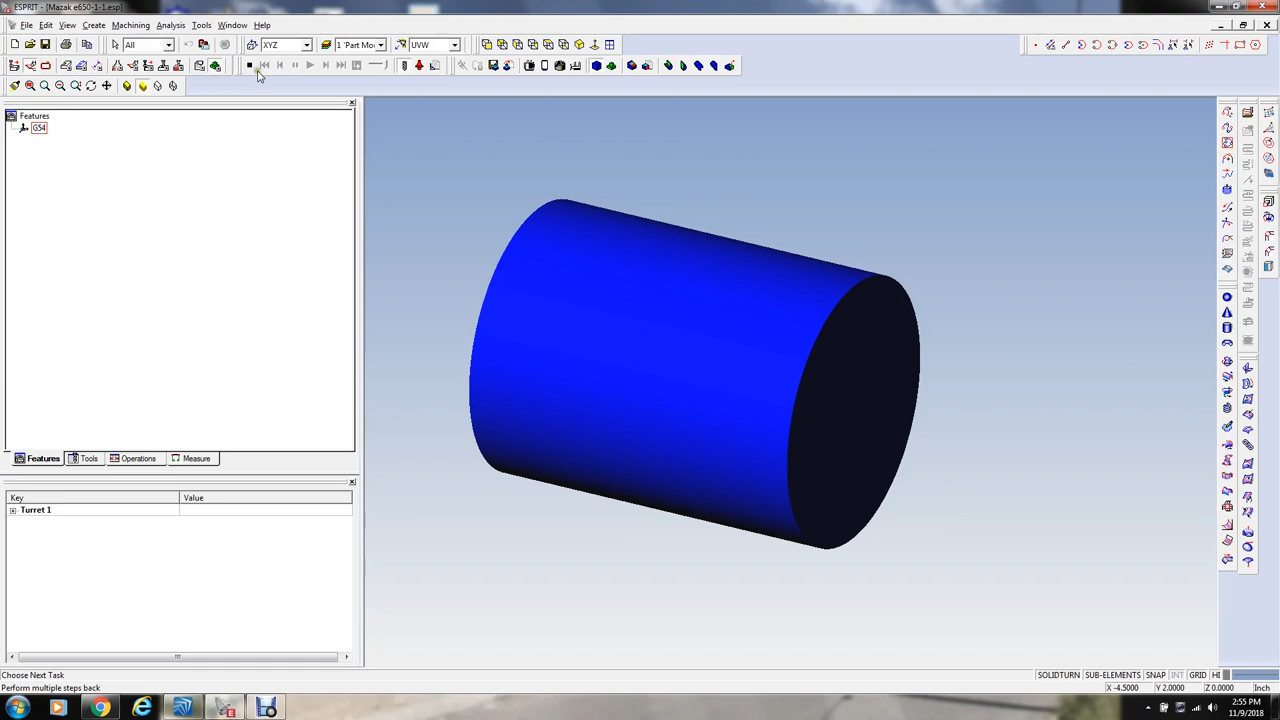 ESPRIT - [Mazak e650-1-1.esp]
File Edit View Create Machining Analysis Tools Window Help
All XYZ 1 'Part Mo UVW
Features
G54
Features Tools Operations Measure
Key Value
Turret 1
Choose Next Task
SOLIDTURN SUB-ELEMENTS SNAP INT GRID HI
Perform multiple steps back
X -4.5000 Y 2.0000 Z 0.0000 Inch
2:55 PM
11/9/2018